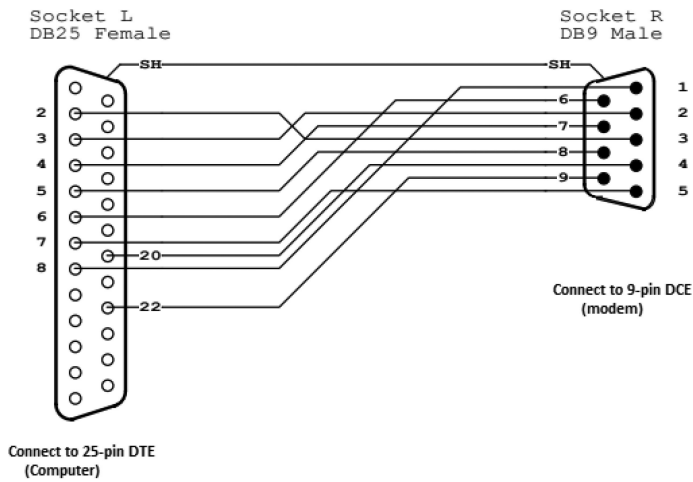 Socket L
DB25 Female
Socket R
DB9 Male
SH
SH
2
3
4
5
6
7
8
20
22
6
7
8
9
1
2
3
4
5
Connect to 9-pin DCE
(modem)
Connect to 25-pin DTE
(Computer)